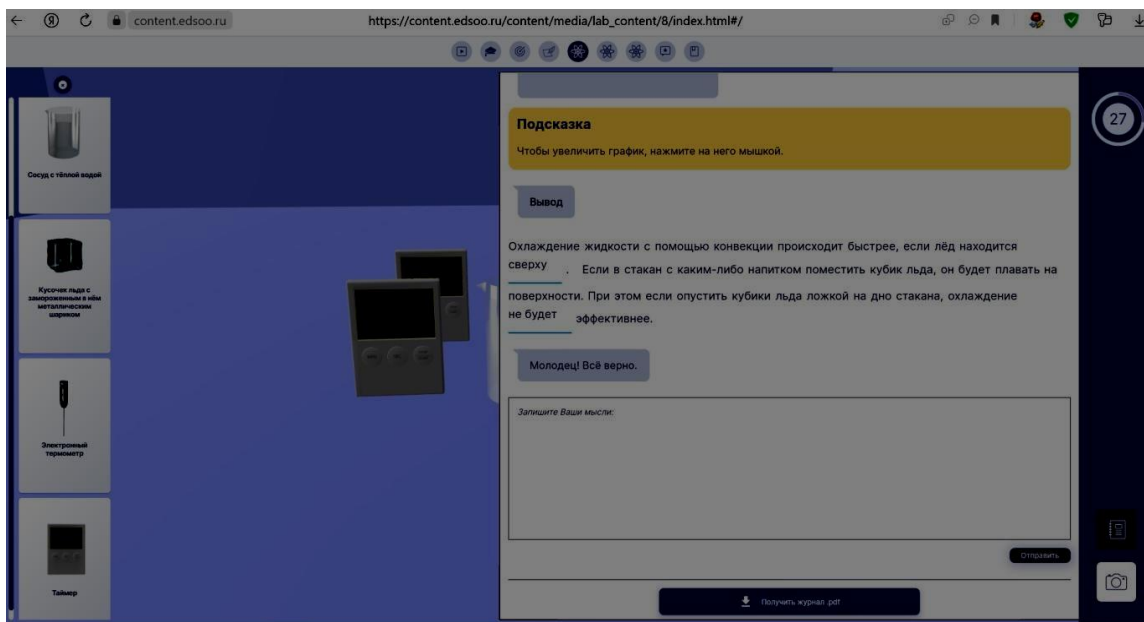 content.edsoo.ru
https://content.edsoo.ru/content/media/lab_content/8/index.html#/
27
Сосуд с тёплой водой
Кусочек льда с
замороженным в нём
металлическим
шариком
Электронный
термометр
Таймер
Подсказка
Чтобы увеличить график, нажмите на него мышкой.
Вывод
Охлаждение жидкости с помощью конвекции происходит быстрее, если лёд находится
сверху . Если в стакан с каким-либо напитком поместить кубик льда, он будет плавать на
поверхности. При этом если опустить кубики льда ложкой на дно стакана, охлаждение
не будет эффективнее.
Молодец! Всё верно.
Запишите Ваши мысли:
Отправить
Получить журнал .pdf